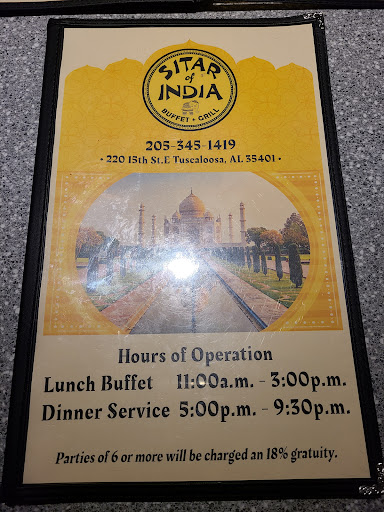 SITAR
of
INDIA
BUFFET • GRILL
205-345-1419
• 220 15th St.E Tuscaloosa, AL 35401 •
Hours of Operation
Lunch Buffet 11:00a.m. - 3:00p.m.
Dinner Service 5:00p.m. - 9:30p.m.
Parties of 6 or more will be charged an 18% gratuity.